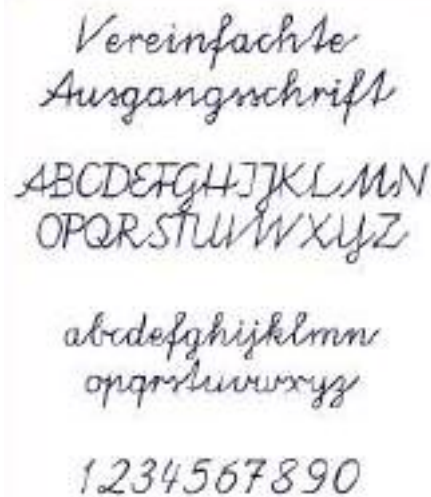 Vereinfachte
Ausgangsschrift
ABCDEFGHIJKLMN
OPQRSTUVWXYZ
abcdefghijklmn
opqrstuvwxyz
1234567890